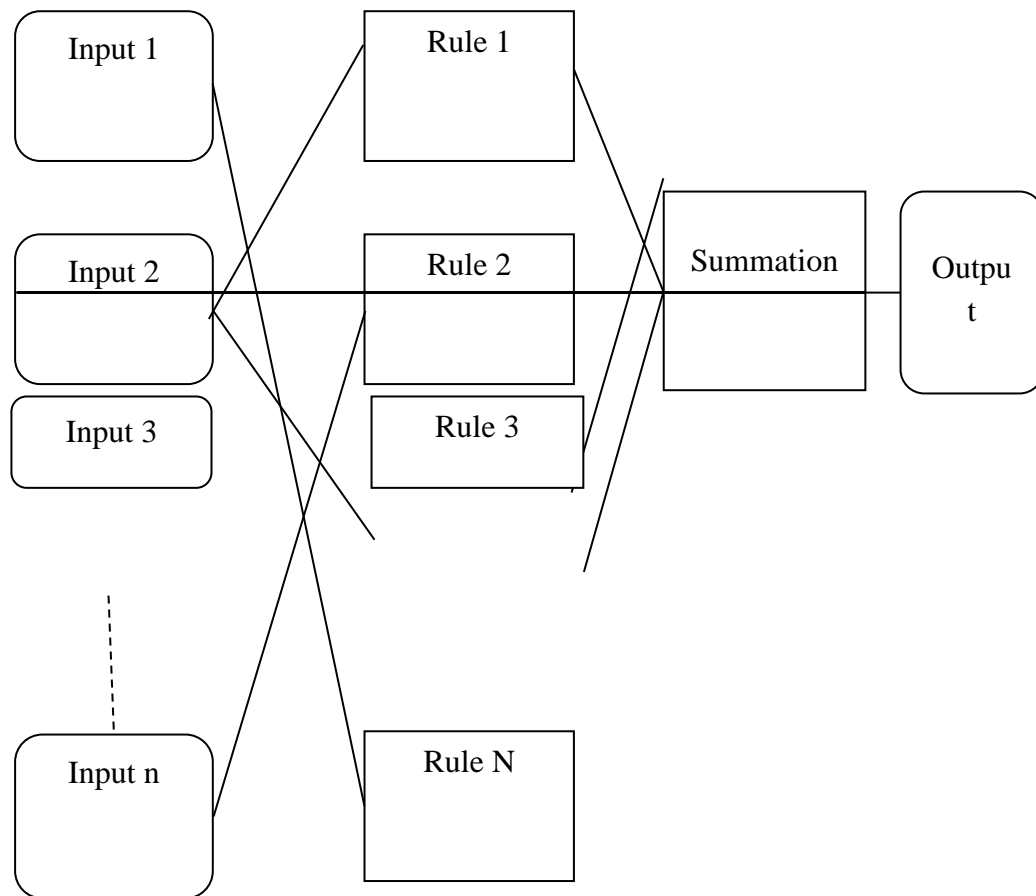 Input 1
Rule 1
Input 2
Rule 2
Summation
Outpu
t
Input 3
Rule 3
Input n
Rule N